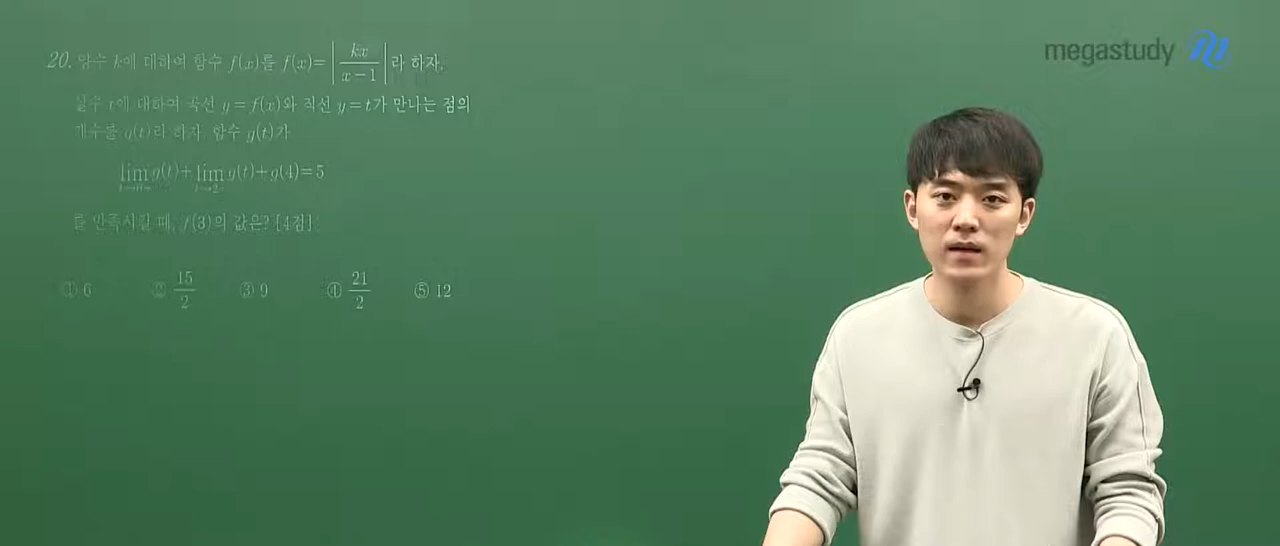 20. 양수 k에 대하여 함수 f(x)를 f(x)=|kx/(x-1)|라 하자.
실수 t에 대하여 곡선 y=f(x)와 직선 y=t가 만나는 점의
개수를 g(t)라 하자. 함수 g(t)가
lim g(t)+lim g(t)+g(4)=5
를 만족시킬 때, f(3)의 값은? [4점]
① 6 ② 15/2 ③ 9 ④ 21/2 ⑤ 12
megastudy